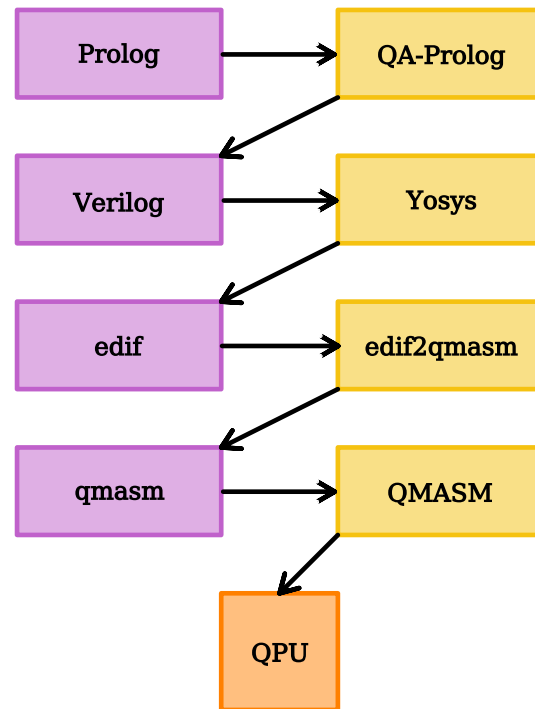 Prolog
QA-Prolog
Verilog
Yosys
edif
edif2qmasm
qmasm
QMASM
QPU